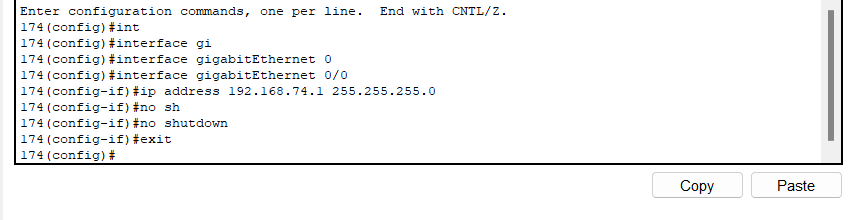 Enter configuration commands, one per line.  End with CNTL/Z.
174(config)#int
174(config)#interface gi
174(config)#interface gigabitEthernet 0
174(config)#interface gigabitEthernet 0/0
174(config-if)#ip address 192.168.74.1 255.255.255.0
174(config-if)#no sh
174(config-if)#no shutdown
174(config-if)#exit
174(config)#
Copy Paste